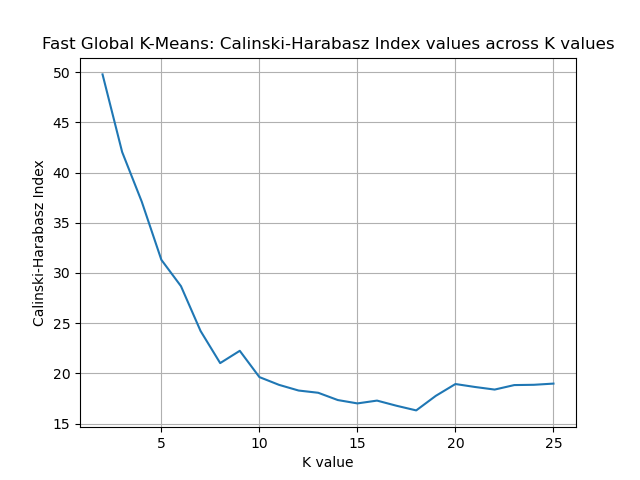 Fast Global K-Means: Calinski-Harabasz Index values across K values
50
45
40
35
30
25
20
15
Calinski-Harabasz Index
5 10 15 20 25
K value